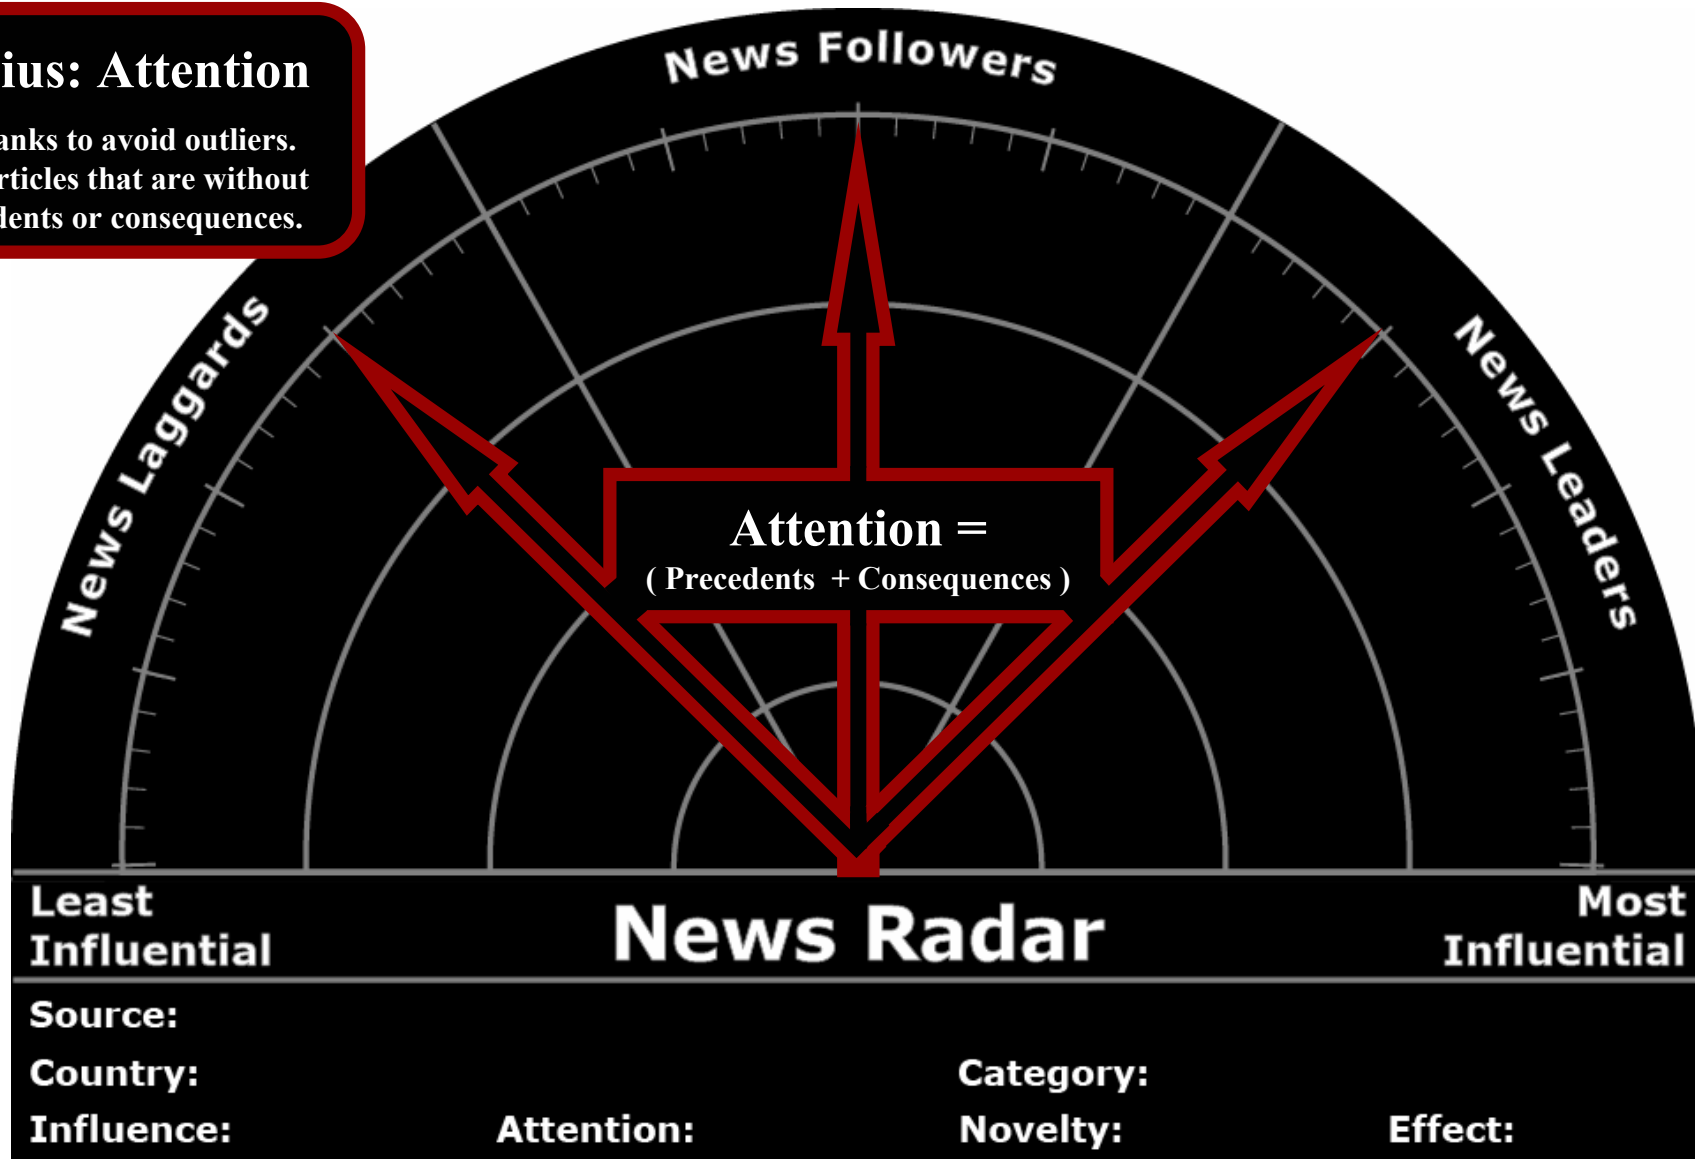 ius: Attention
anks to avoid outliers.
rticles that are without
dents or consequences.
News Followers
News Laggards
News Leaders
Attention =
( Precedents + Consequences )
Least
Influential
News Radar
Most
Influential
Source:
Country:
Category:
Influence:
Attention:
Novelty:
Effect: